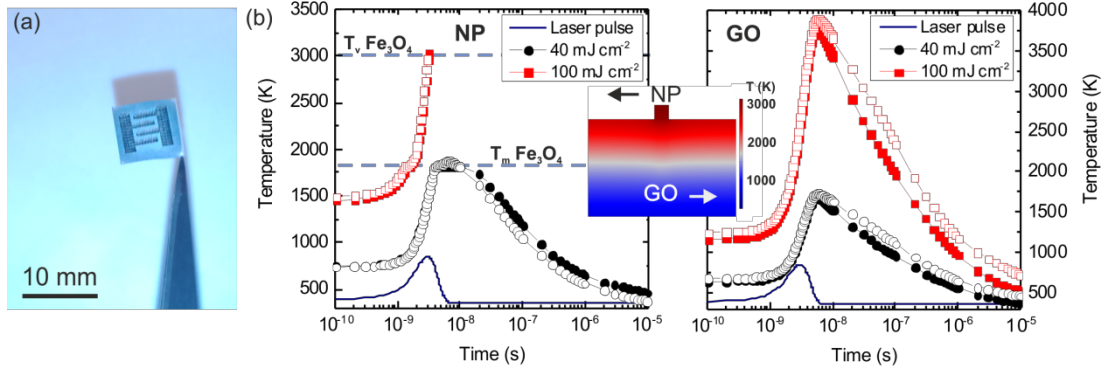 (a)
10 mm
(b)
NP
Laser pulse
40 mJ cm⁻²
100 mJ cm⁻²
Tᵥ Fe₃O₄
Tₘ Fe₃O₄
Temperature (K)
3500
3000
2500
2000
1500
1000
500
10⁻¹⁰ 10⁻⁹ 10⁻⁸ 10⁻⁷ 10⁻⁶ 10⁻⁵
Time (s)
T (K)
NP
3000
2000
1000
GO
GO
Laser pulse
40 mJ cm⁻²
100 mJ cm⁻²
4000
3500
3000
2500
2000
1500
1000
500
Temperature (K)
10⁻¹⁰ 10⁻⁹ 10⁻⁸ 10⁻⁷ 10⁻⁶ 10⁻⁵
Time (s)